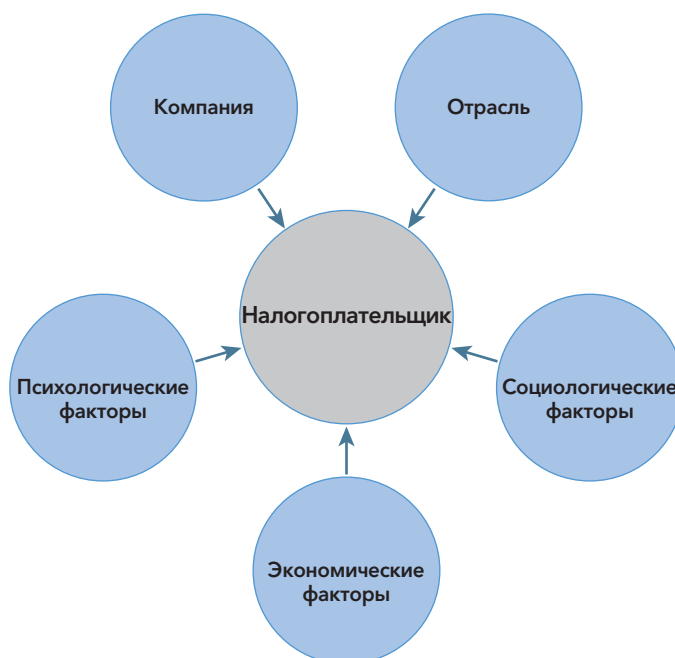 Компания
Отрасль
Налогоплательщик
Психологические
факторы
Социологические
факторы
Экономические
факторы